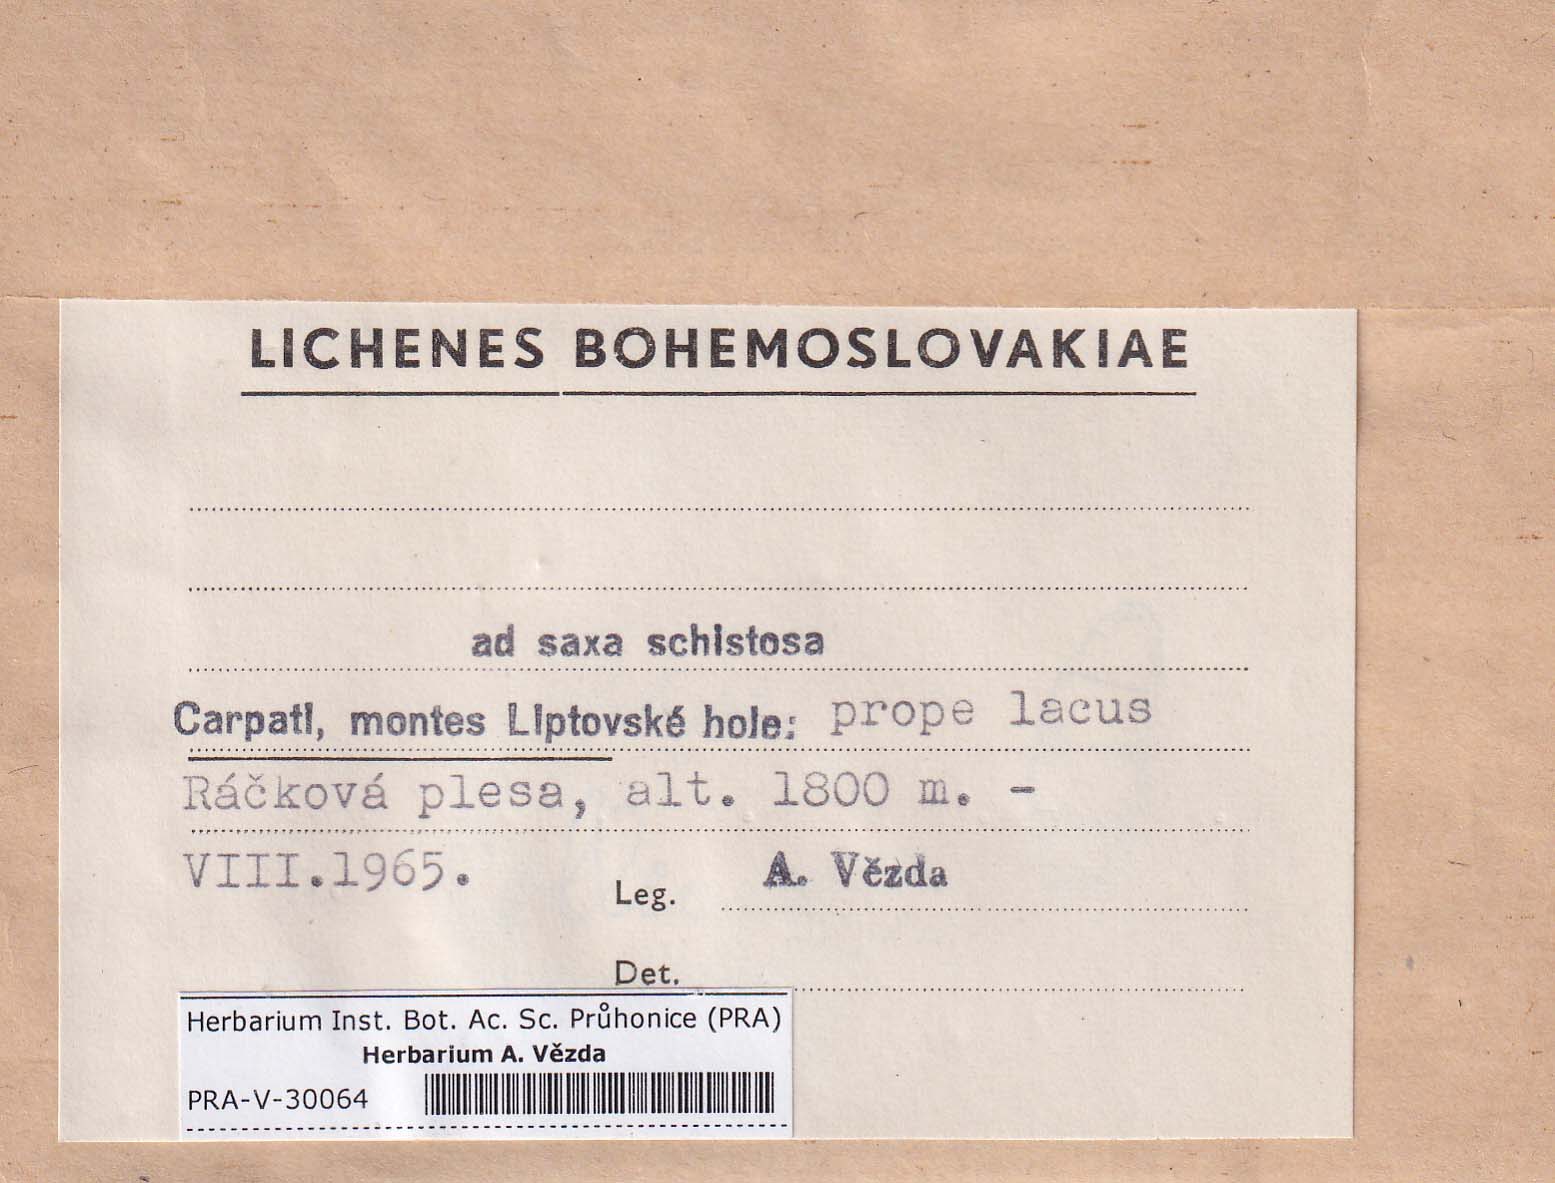 LICHENES BOHEMOSLOVAKIAE
ad saxa schistosa
Carpati, montes Liptovské hole: prope lacus
Ráčková plesa, alt. 1800 m. -
VIII.1965.
Leg. A. Vězda
Det.
Herbarium Inst. Bot. Ac. Sc. Průhonice (PRA)
Herbarium A. Vězda
PRA-V-30064